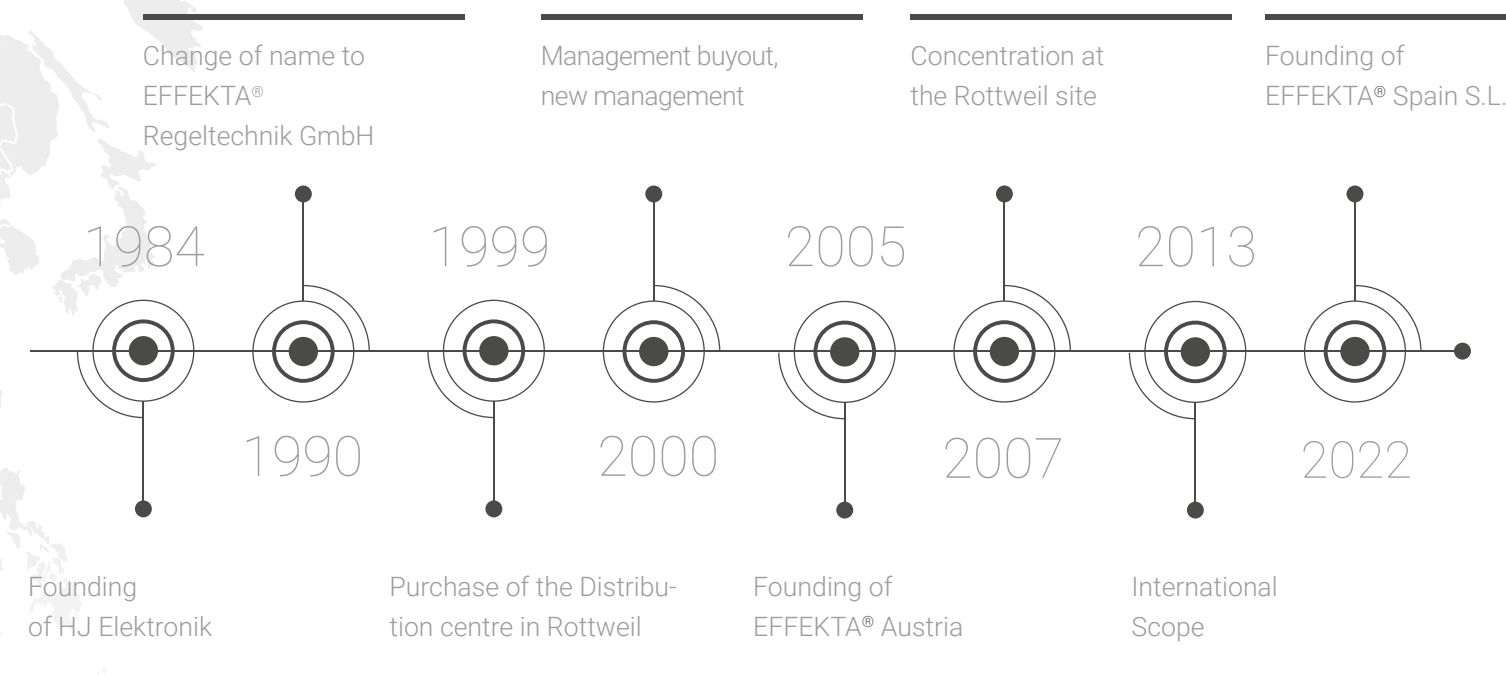 Change of name to
EFFEKTA®
Regeltechnik GmbH
Management buyout,
new management
Concentration at
the Rottweil site
Founding of
EFFEKTA® Spain S.L.
1984
1999
2005
2013
1990
2000
2007
2022
Founding
of HJ Elektronik
Purchase of the Distribu-
tion centre in Rottweil
Founding of
EFFEKTA® Austria
International
Scope